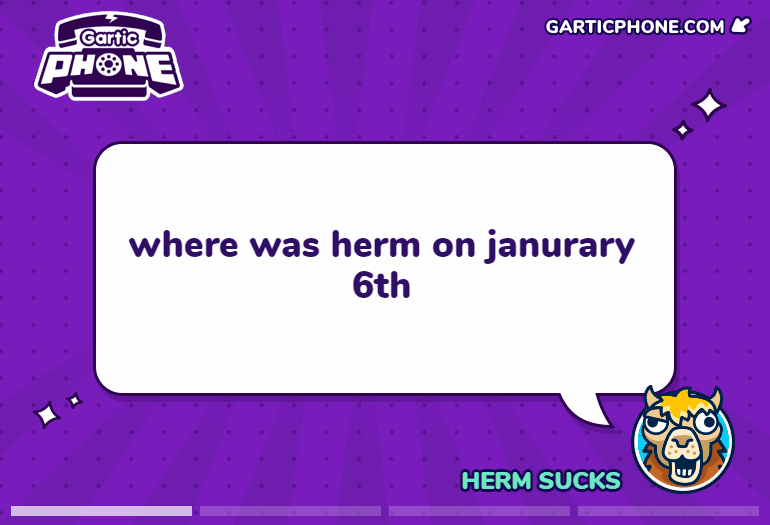 Gartic
PHONE
GARTICPHONE.COM
where was herm on janurary
6th
HERM SUCKS